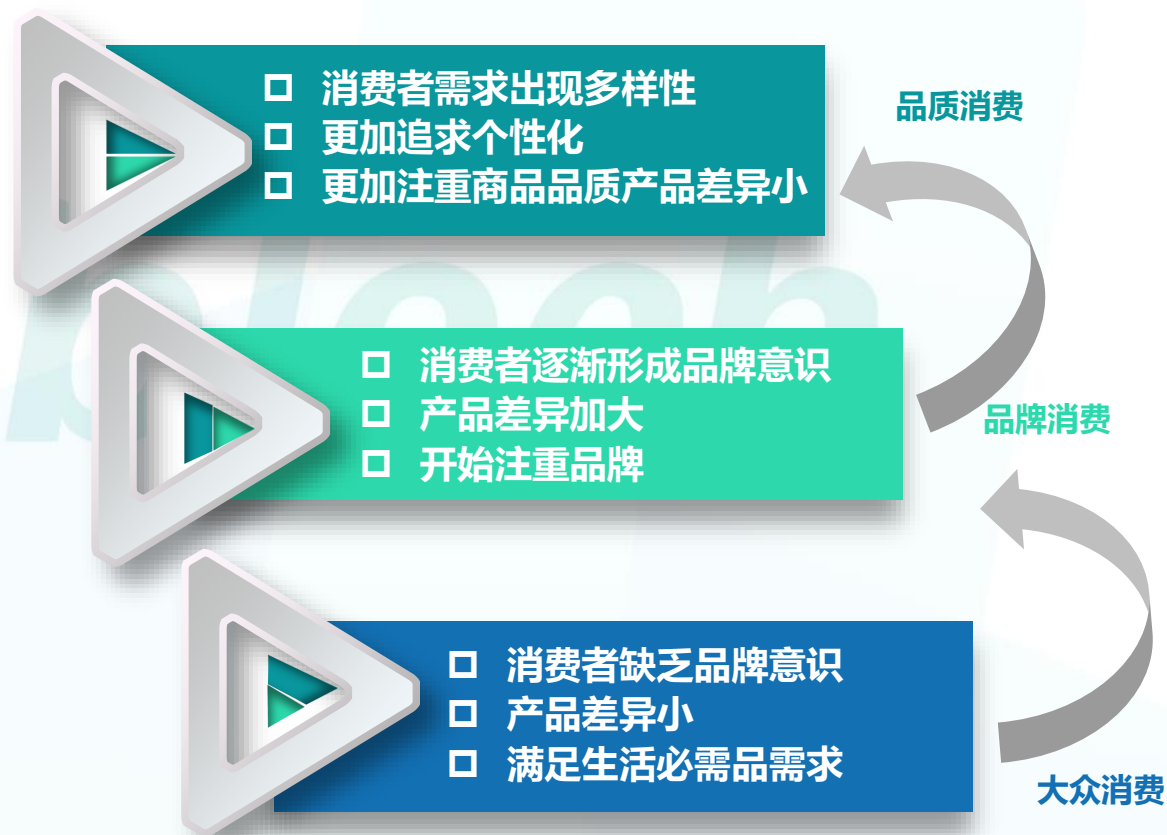 消费者需求出现多样性
更加追求个性化
更加注重商品品质产品差异小
品质消费
消费者逐渐形成品牌意识
产品差异加大
开始注重品牌
品牌消费
消费者缺乏品牌意识
产品差异小
满足生活必需品需求
大众消费